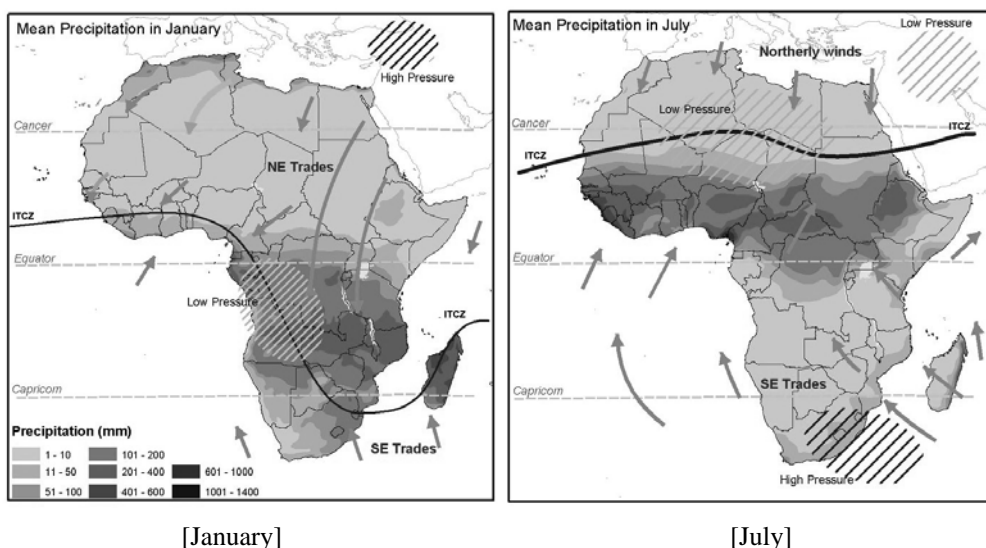 Mean Precipitation in January
High Pressure
Cancer
NE Trades
ITCZ
Equator
Low Pressure
ITCZ
Capricorn
SE Trades
Precipitation (mm)
1 - 10
11 - 50
51 - 100
101 - 200
201 - 400
401 - 600
601 - 1000
1001 - 1400
[January]
Mean Precipitation in July
Low Pressure
Northerly winds
Low Pressure
Cancer
ITCZ
ITCZ
Equator
SE Trades
Capricorn
High Pressure
[July]